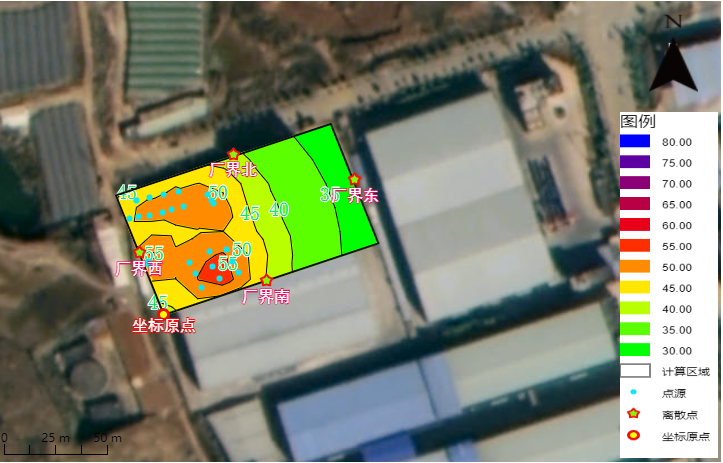 N
图例
80.00
75.00
70.00
65.00
60.00
55.00
50.00
45.00
40.00
35.00
30.00
计算区域
点源
离散点
坐标原点
厂界北
45
50
35
厂界东
45
40
55
50
厂界西
55
厂界南
45
坐标原点
0
25 m
50 m